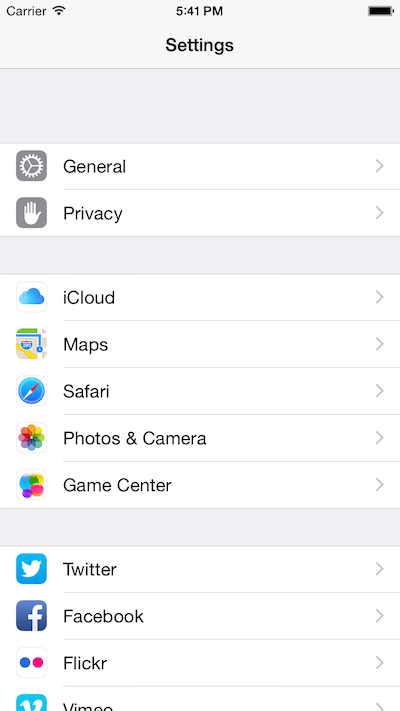 Carrier 5:41 PM
Settings
General
Privacy
iCloud
Maps
Safari
Photos & Camera
Game Center
Twitter
Facebook
Flickr
Vimeo